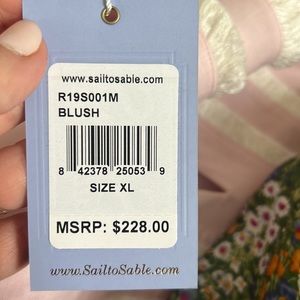 www.sailtosable.com
R19S001M
BLUSH
8 42378 25053 9
SIZE XL
MSRP: $228.00
www.SailtoSable.com